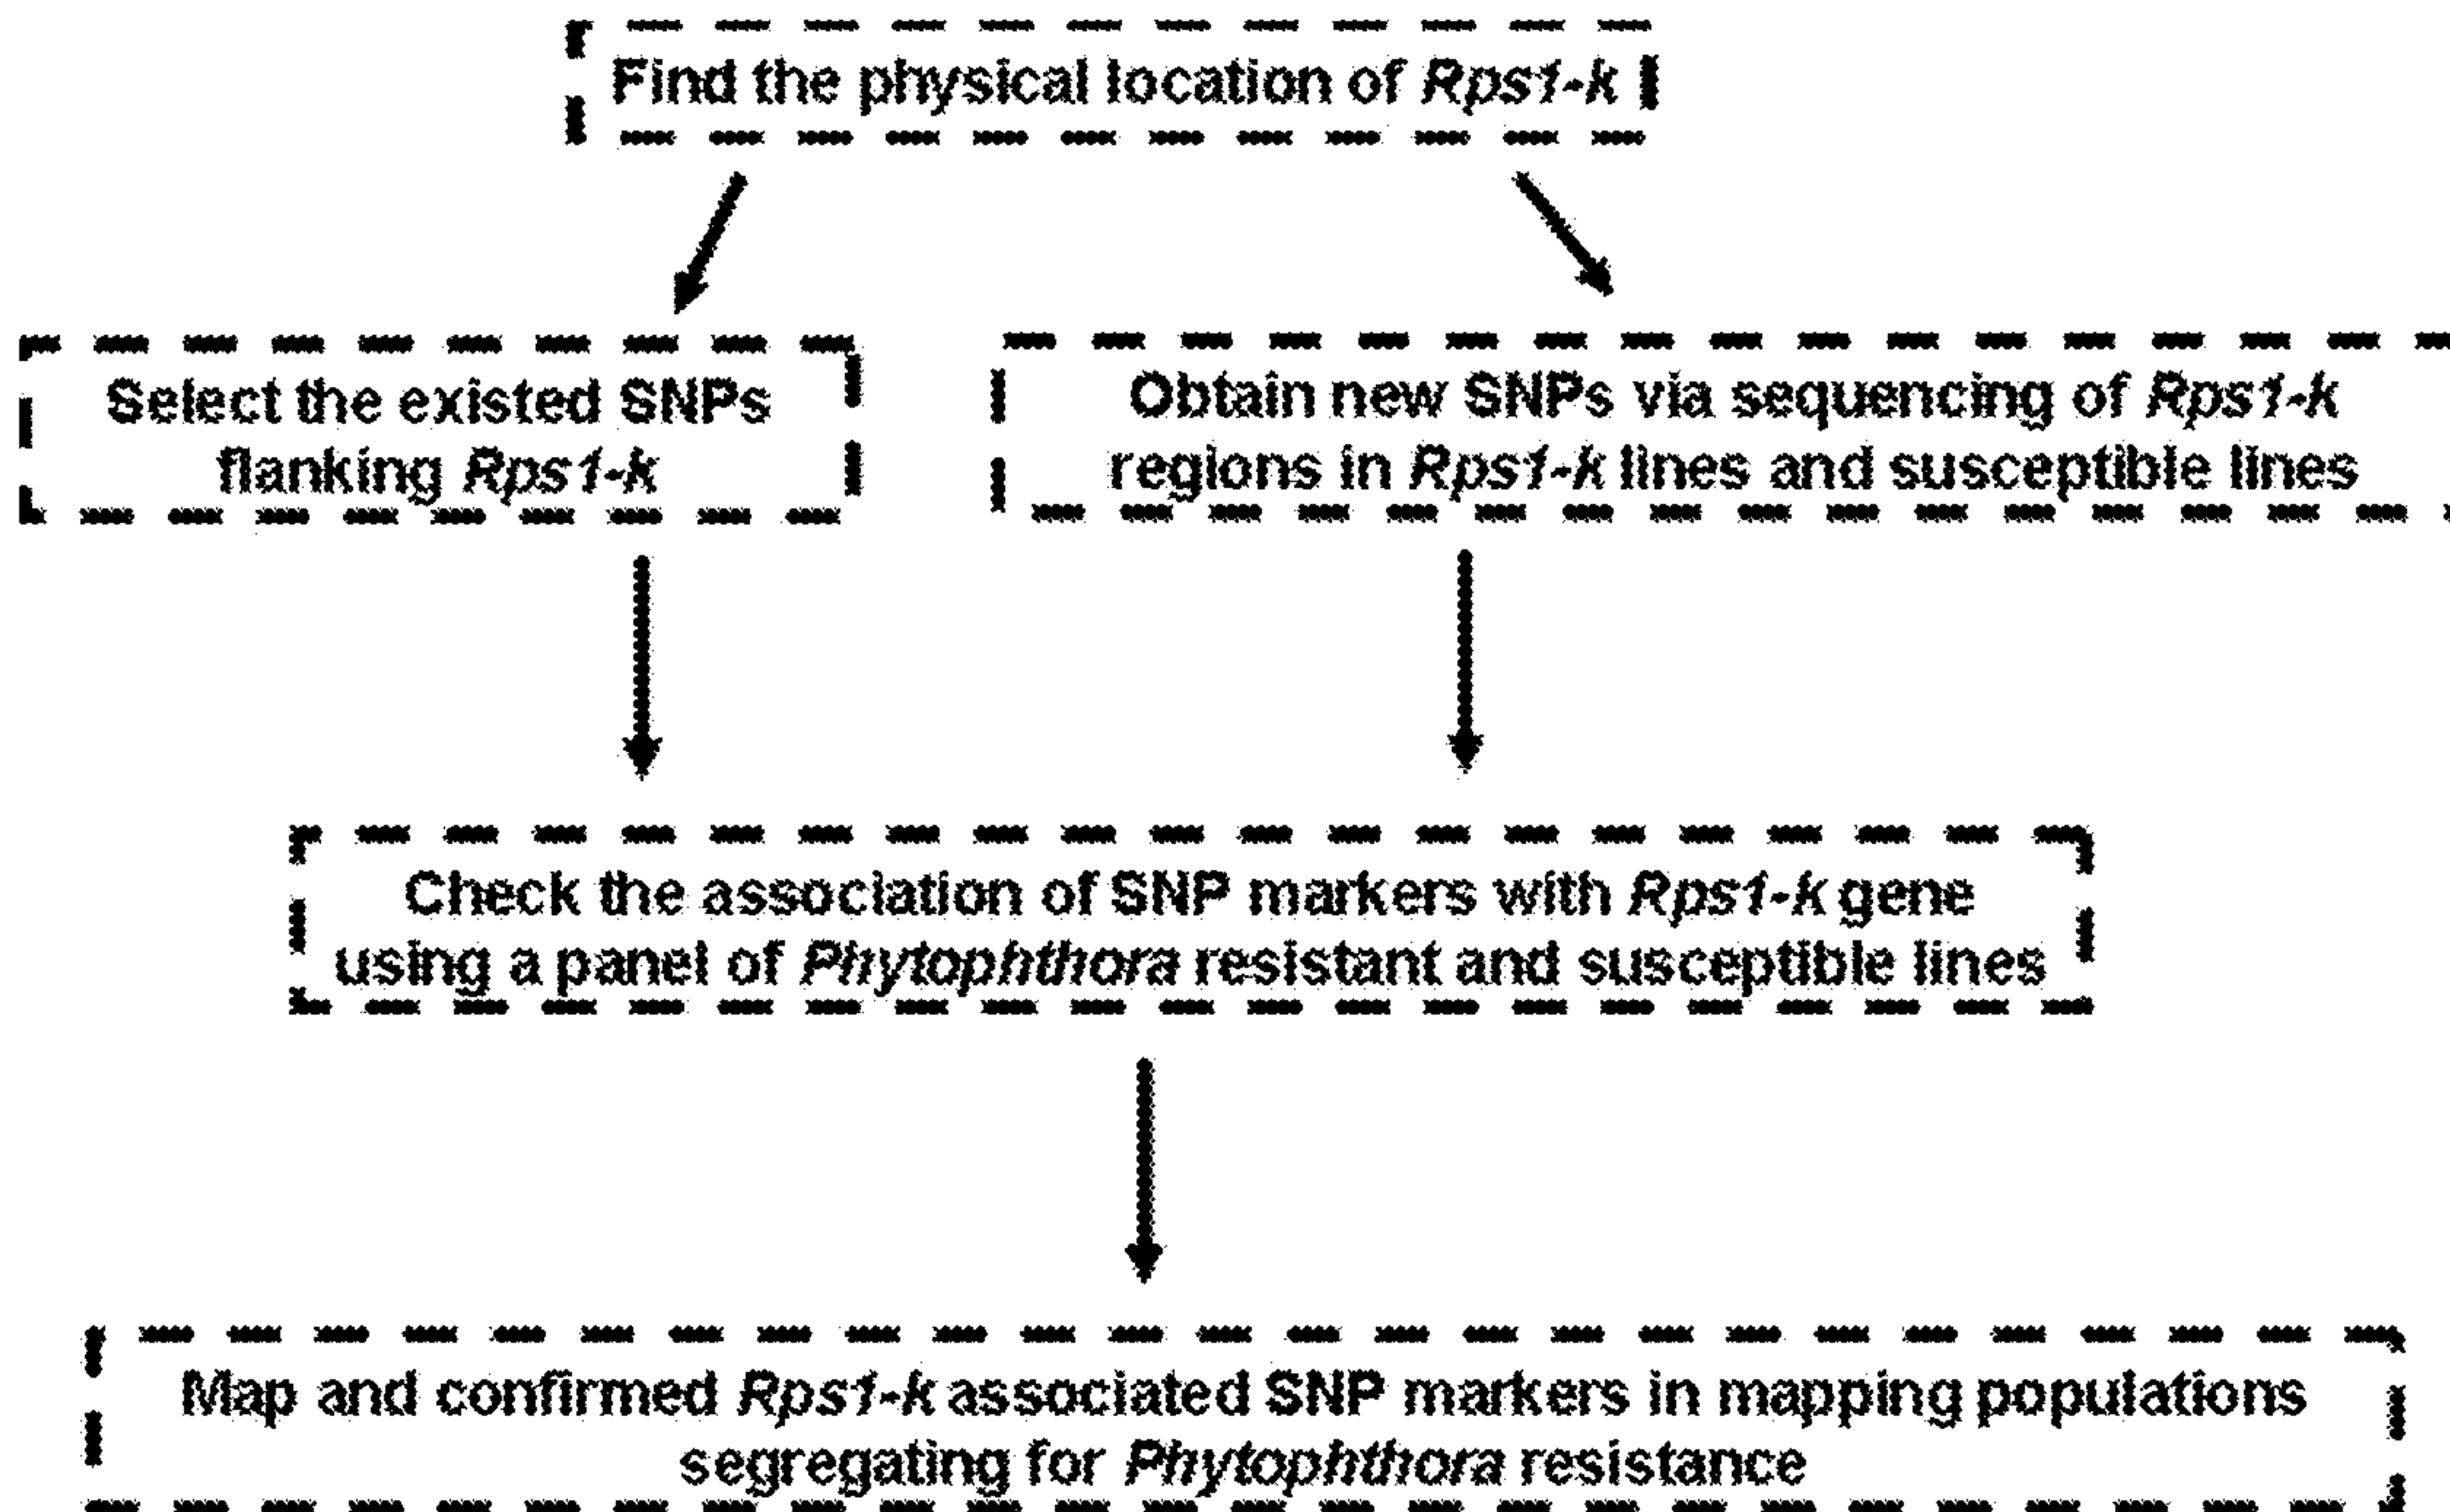 Find the physical location of Rps1-k
Select the existed SNPs
flanking Rps1-k
Obtain new SNPs via sequencing of Rps1-k
regions in Rps1-k lines and susceptible lines
Check the association of SNP markers with Rps1-k gene
using a panel of Phytophthora resistant and susceptible lines
Map and confirmed Rps1-k associated SNP markers in mapping populations
segregating for Phytophthora resistance